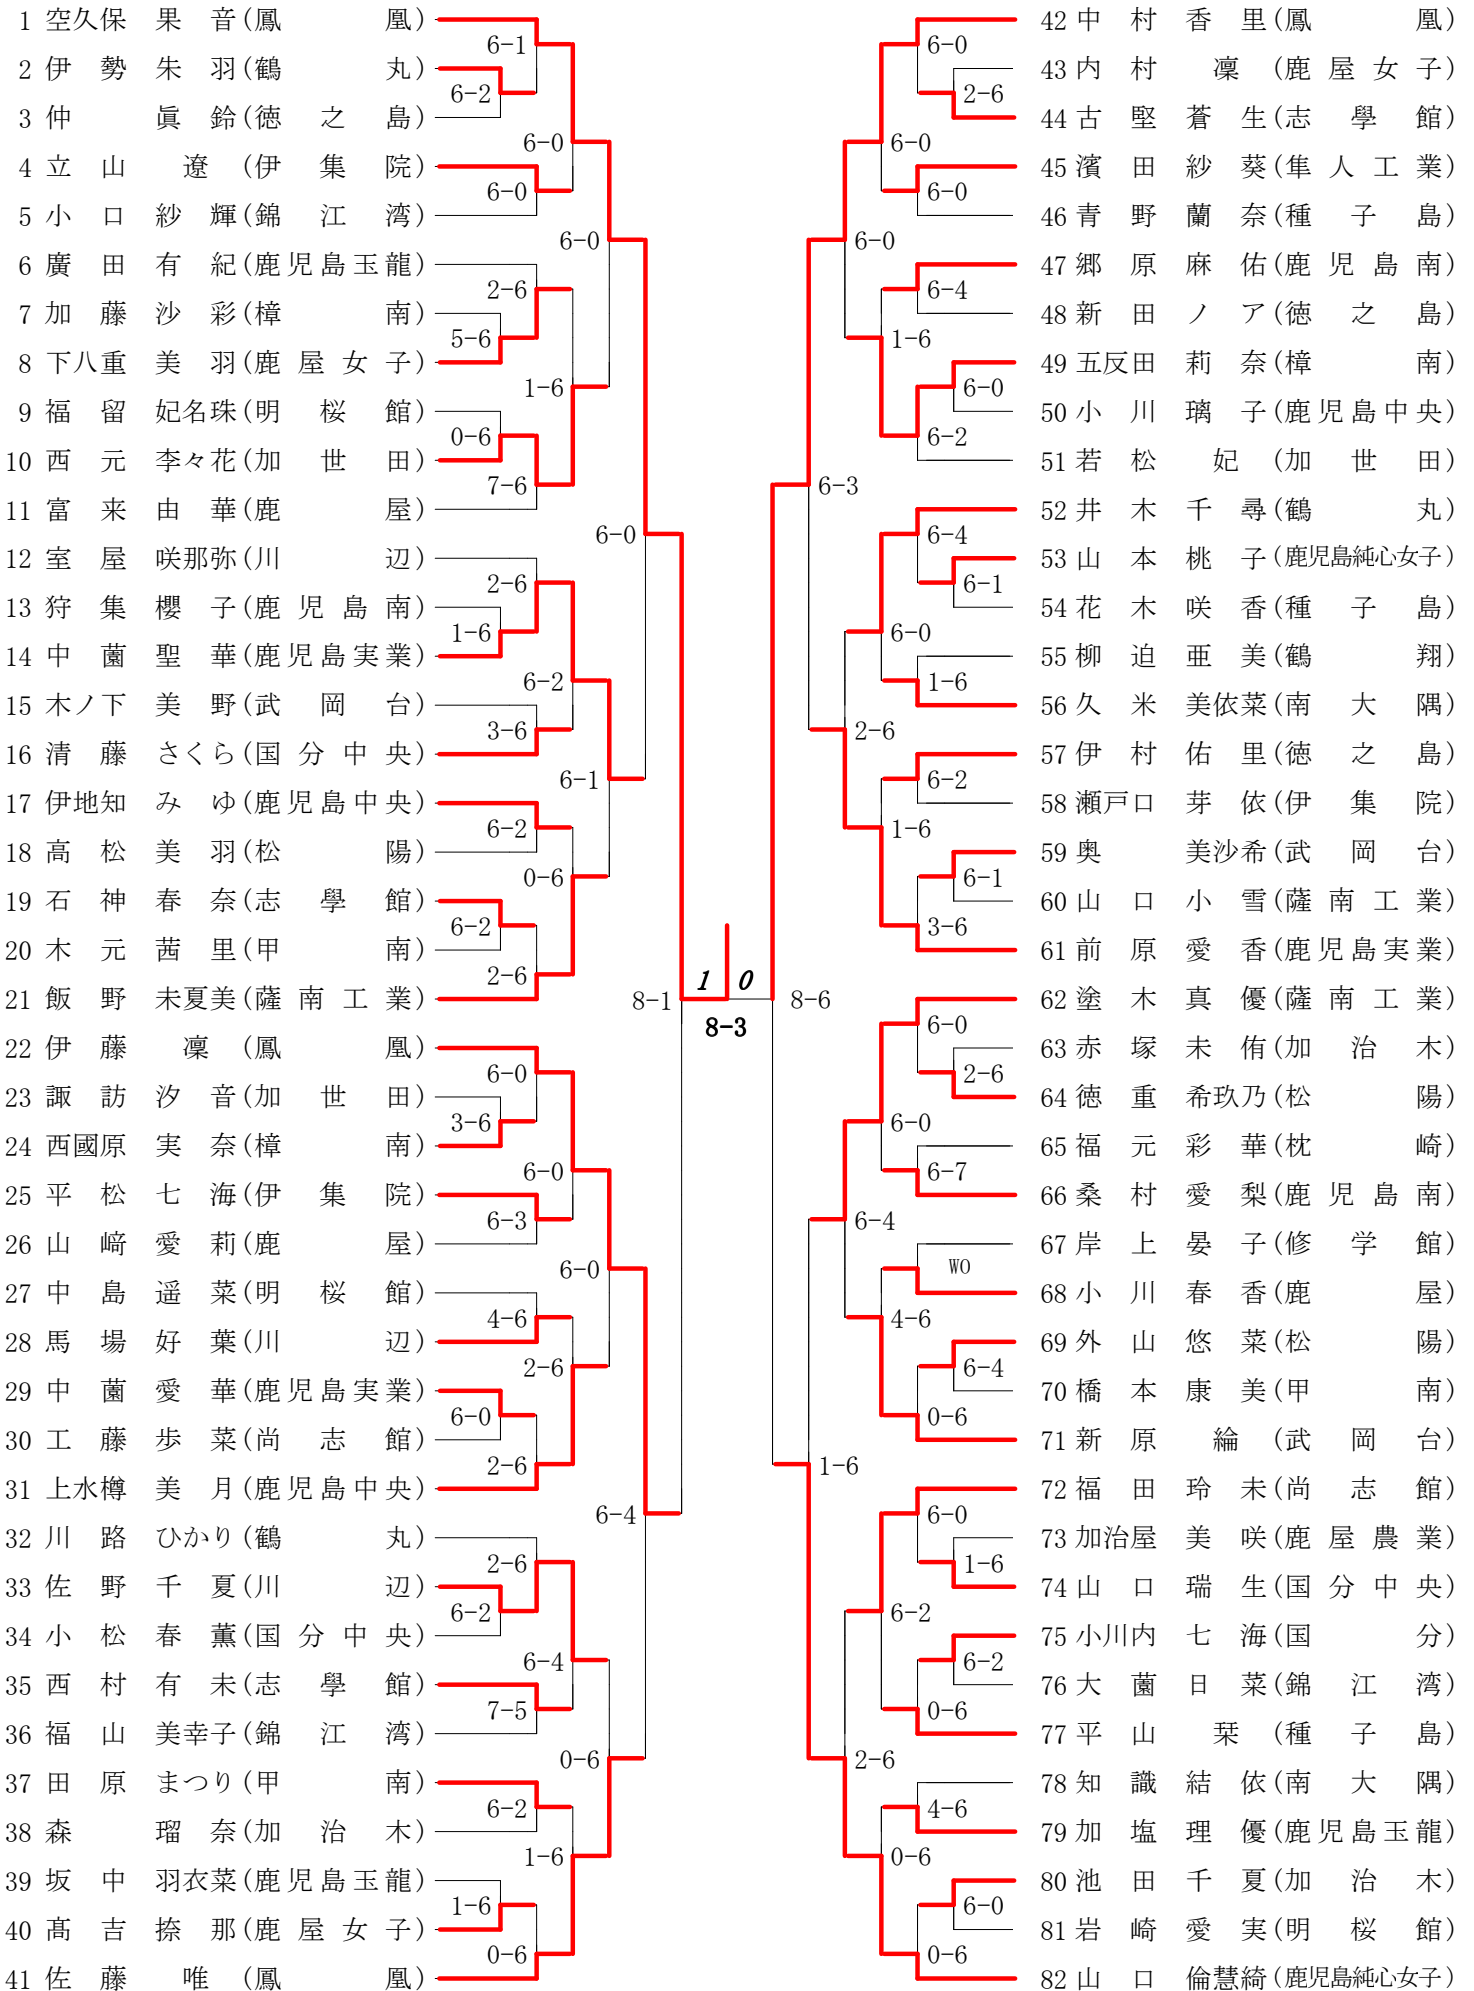 1 空久保 果 音(鳳 凰)
6-1
2 伊 勢 朱 羽(鶴 丸)
6-2
3 仲 眞 鈴(徳 之 島)
6-0
4 立 山 遼 (伊 集 院)
6-0
5 小 口 紗 輝(錦 江 湾)
6-0
6 廣 田 有 紀(鹿児島玉龍)
2-6
7 加 藤 沙 彩(樟 南)
5-6
8 下八重 美 羽(鹿 屋 女 子)
1-6
9 福 留 妃名珠(明 桜 館)
0-6
10 西 元 李々花(加 世 田)
7-6
11 富 来 由 華(鹿 屋)
6-0
12 室 屋 咲那弥(川 辺)
2-6
13 狩 集 櫻 子(鹿 児 島 南)
1-6
14 中 薗 聖 華(鹿児島実業)
6-2
15 木ノ下 美 野(武 岡 台)
3-6
16 清 藤 さくら(国 分 中 央)
6-1
17 伊地知 み ゆ(鹿児島中央)
6-2
18 高 松 美 羽(松 陽)
0-6
19 石 神 春 奈(志 學 館)
6-2
20 木 元 茜 里(甲 南)
2-6
21 飯 野 未夏美(薩 南 工 業)
8-1
22 伊 藤 凜 (鳳 凰)
6-0
23 諏 訪 汐 音(加 世 田)
3-6
24 西國原 実 奈(樟 南)
6-0
25 平 松 七 海(伊 集 院)
6-3
26 山 﨑 愛 莉(鹿 屋)
6-0
27 中 島 遥 菜(明 桜 館)
4-6
28 馬 場 好 葉(川 辺)
2-6
29 中 薗 愛 華(鹿児島実業)
6-0
30 工 藤 歩 菜(尚 志 館)
2-6
31 上水樽 美 月(鹿児島中央)
6-4
32 川 路 ひかり(鶴 丸)
2-6
33 佐 野 千 夏(川 辺)
6-2
34 小 松 春 薫(国 分 中 央)
6-4
35 西 村 有 未(志 學 館)
7-5
36 福 山 美幸子(錦 江 湾)
0-6
37 田 原 まつり(甲 南)
6-2
38 森 瑠 奈(加 治 木)
1-6
39 坂 中 羽衣菜(鹿児島玉龍)
1-6
40 髙 吉 捺 那(鹿 屋 女 子)
0-6
41 佐 藤 唯 (鳳 凰)
1 0
8-3
42 中 村 香 里(鳳 凰)
6-0
43 内 村 凜 (鹿 屋 女 子)
2-6
44 古 堅 蒼 生(志 學 館)
6-0
45 濱 田 紗 葵(隼 人 工 業)
6-0
46 青 野 蘭 奈(種 子 島)
6-0
47 郷 原 麻 佑(鹿 児 島 南)
6-4
48 新 田 ノ ア(徳 之 島)
1-6
49 五反田 莉 奈(樟 南)
6-0
50 小 川 璃 子(鹿児島中央)
6-2
51 若 松 妃 (加 世 田)
6-3
52 井 木 千 尋(鶴 丸)
6-4
53 山 本 桃 子(鹿児島純心女子)
6-1
54 花 木 咲 香(種 子 島)
6-0
55 柳 迫 亜 美(鶴 翔)
1-6
56 久 米 美依菜(南 大 隅)
2-6
57 伊 村 佑 里(徳 之 島)
6-2
58 瀬戸口 芽 依(伊 集 院)
1-6
59 奥 美沙希(武 岡 台)
6-1
60 山 口 小 雪(薩 南 工 業)
3-6
61 前 原 愛 香(鹿児島実業)
8-6
62 塗 木 真 優(薩 南 工 業)
6-0
63 赤 塚 未 侑(加 治 木)
2-6
64 徳 重 希玖乃(松 陽)
6-0
65 福 元 彩 華(枕 崎)
6-7
66 桑 村 愛 梨(鹿 児 島 南)
6-4
67 岸 上 晏 子(修 学 館)
WO
68 小 川 春 香(鹿 屋)
4-6
69 外 山 悠 菜(松 陽)
6-4
70 橋 本 康 美(甲 南)
0-6
71 新 原 綸 (武 岡 台)
1-6
72 福 田 玲 未(尚 志 館)
6-0
73 加治屋 美 咲(鹿 屋 農 業)
1-6
74 山 口 瑞 生(国 分 中 央)
6-2
75 小川内 七 海(国 分)
6-2
76 大 薗 日 菜(錦 江 湾)
0-6
77 平 山 栞 (種 子 島)
2-6
78 知 識 結 依(南 大 隅)
4-6
79 加 塩 理 優(鹿児島玉龍)
0-6
80 池 田 千 夏(加 治 木)
6-0
81 岩 崎 愛 実(明 桜 館)
0-6
82 山 口 倫慧綺(鹿児島純心女子)